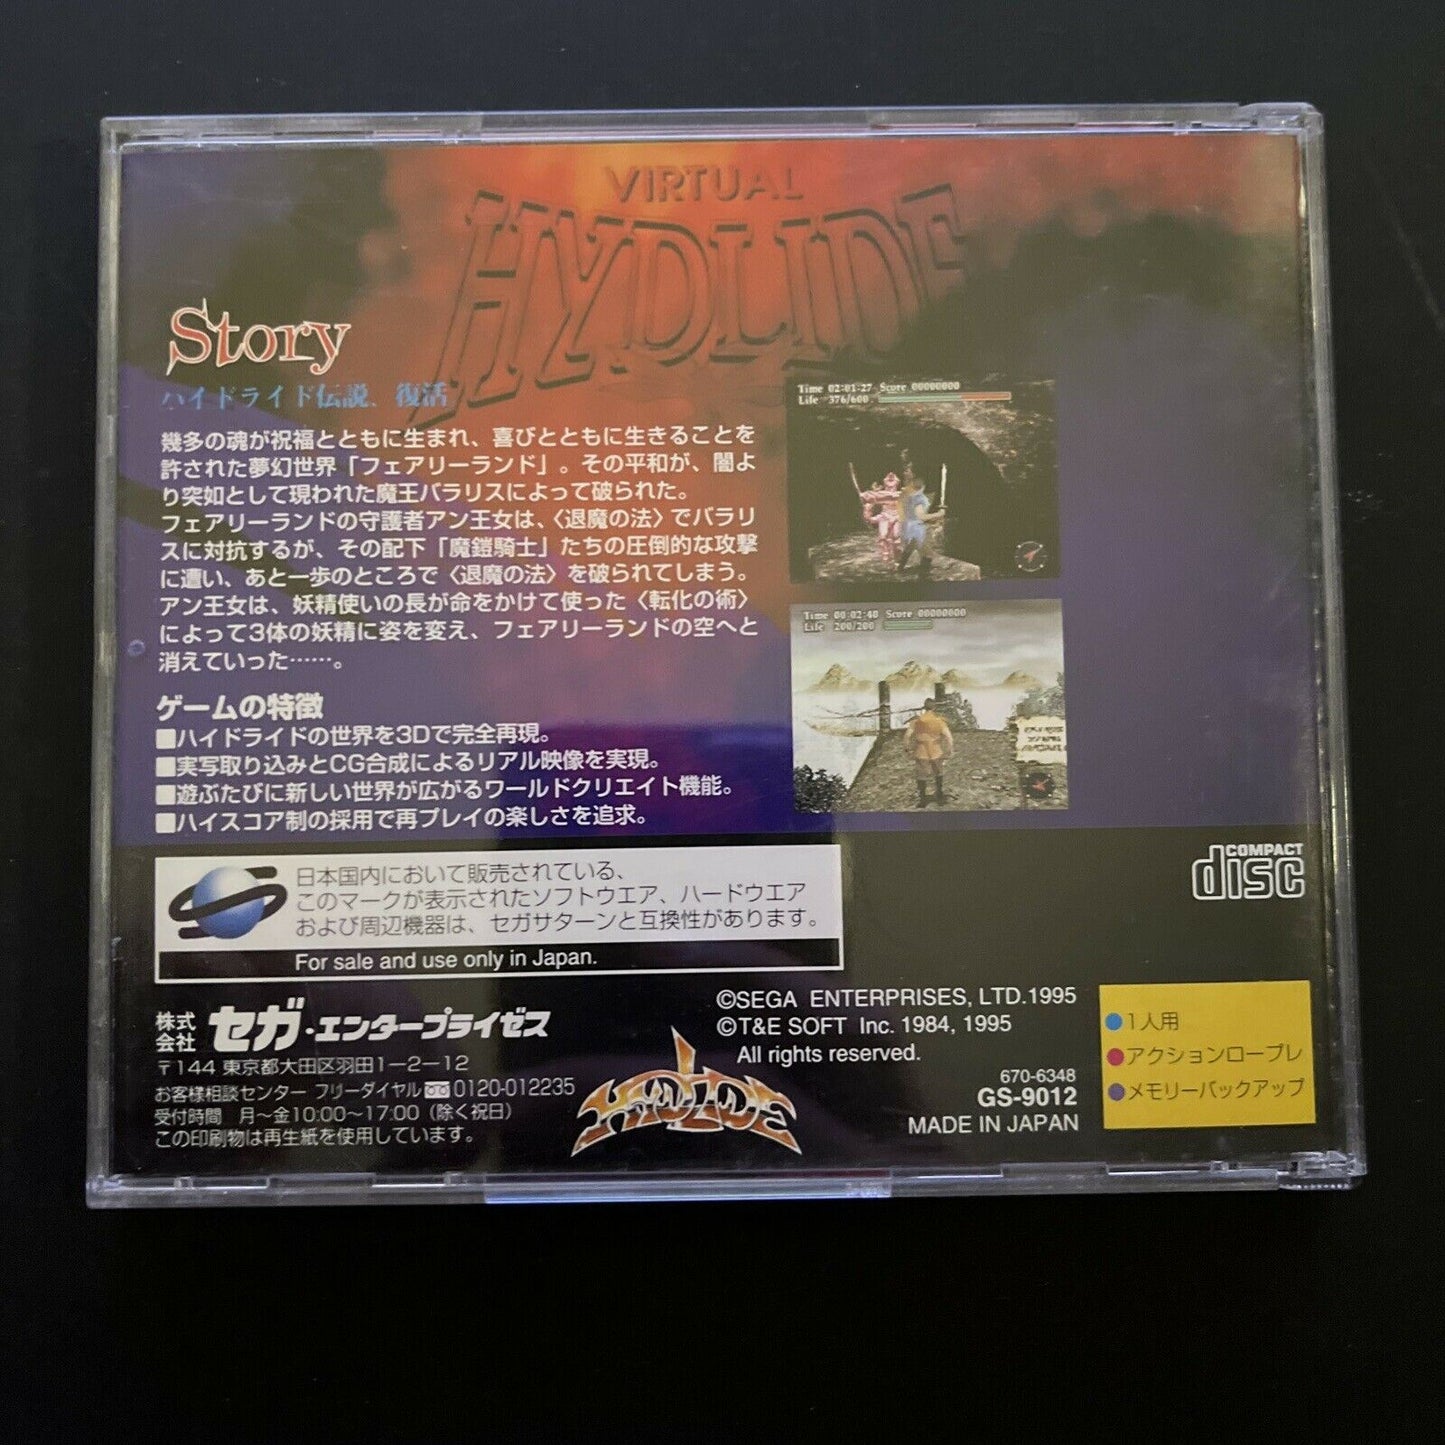 VIRTUAL
HYDLIDE
Story
ハイドライド伝説、復活
幾多の魂が祝福とともに生まれ、喜びとともに生きることを
許された夢幻世界「フェアリーランド」。その平和が、闇よ
り突如として現われた魔王バラリスによって破られた。
フェアリーランドの守護者アン王女は、〈退魔の法〉でバラリ
スに対抗するが、その配下「魔鎧騎士」たちの圧倒的な攻撃
に遭い、あと一歩のところで〈退魔の法〉を破られてしまう。
アン王女は、妖精使いの長が命をかけて使った〈転化の術〉
によって3体の妖精に姿を変え、フェアリーランドの空へと
消えていった……。
ゲームの特徴
■ハイドライドの世界を3Dで完全再現。
■実写取り込みとCG合成によるリアル映像を実現。
■遊ぶたびに新しい世界が広がるワールドクリエイト機能。
■ハイスコア制の採用で再プレイの楽しさを追求。
Time 02:01:27 Score 00000000
Life 376/600
Time 00:02:40 Score 00000000
Life 200/200
COMPACT
disc
日本国内において販売されている、
このマークが表示されたソフトウエア、ハードウエア
および周辺機器は、セガサターンと互換性があります。
For sale and use only in Japan.
株式会社 セガ・エンタープライゼス
〒144 東京都大田区羽田1-2-12
お客様相談センター フリーダイヤル 0120-012235
受付時間 月〜金10:00〜17:00（除く祝日）
この印刷物は再生紙を使用しています。
HYDLIDE
©SEGA ENTERPRISES, LTD.1995
©T&E SOFT Inc. 1984, 1995
All rights reserved.
670-6348
GS-9012
MADE IN JAPAN
●1人用
●アクションロープレ
●メモリーバックアップ